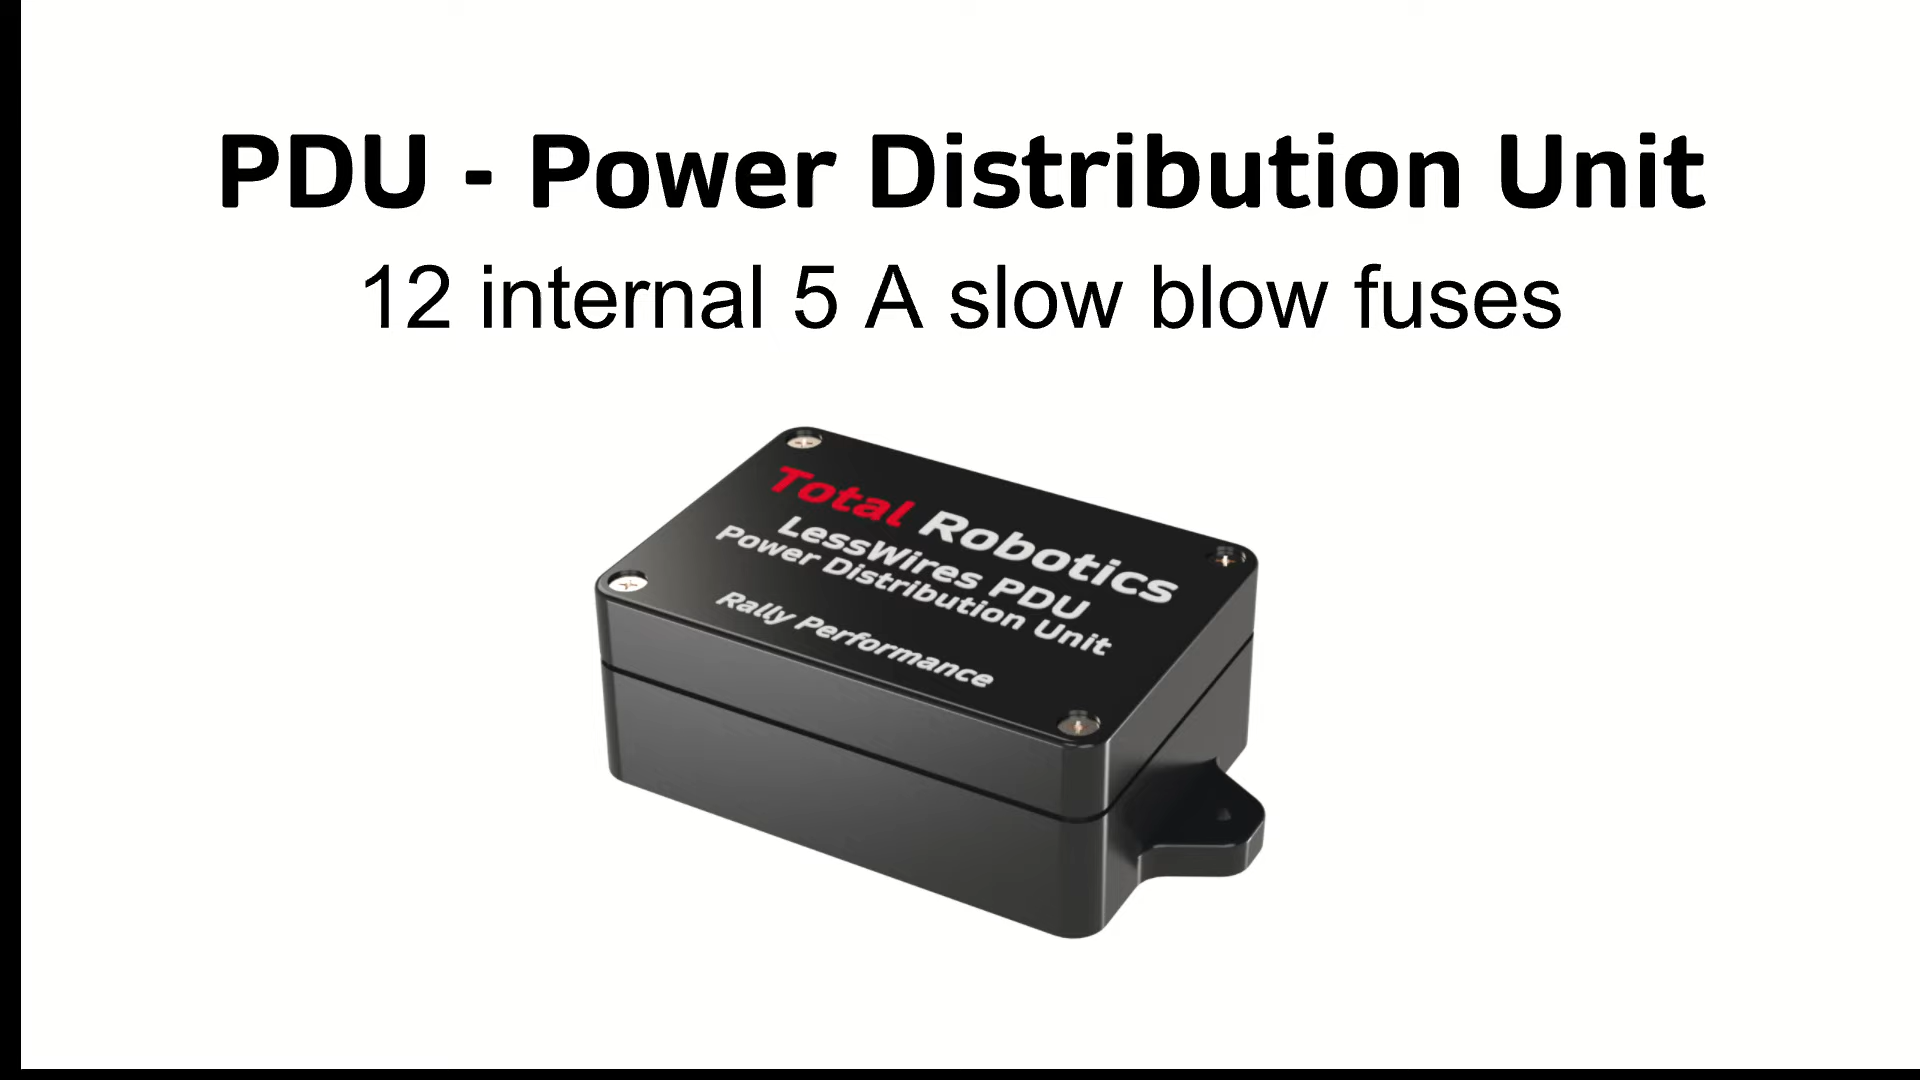 PDU - Power Distribution Unit
12 internal 5 A slow blow fuses
Total Robotics
LessWires PDU
Power Distribution Unit
Rally Performance